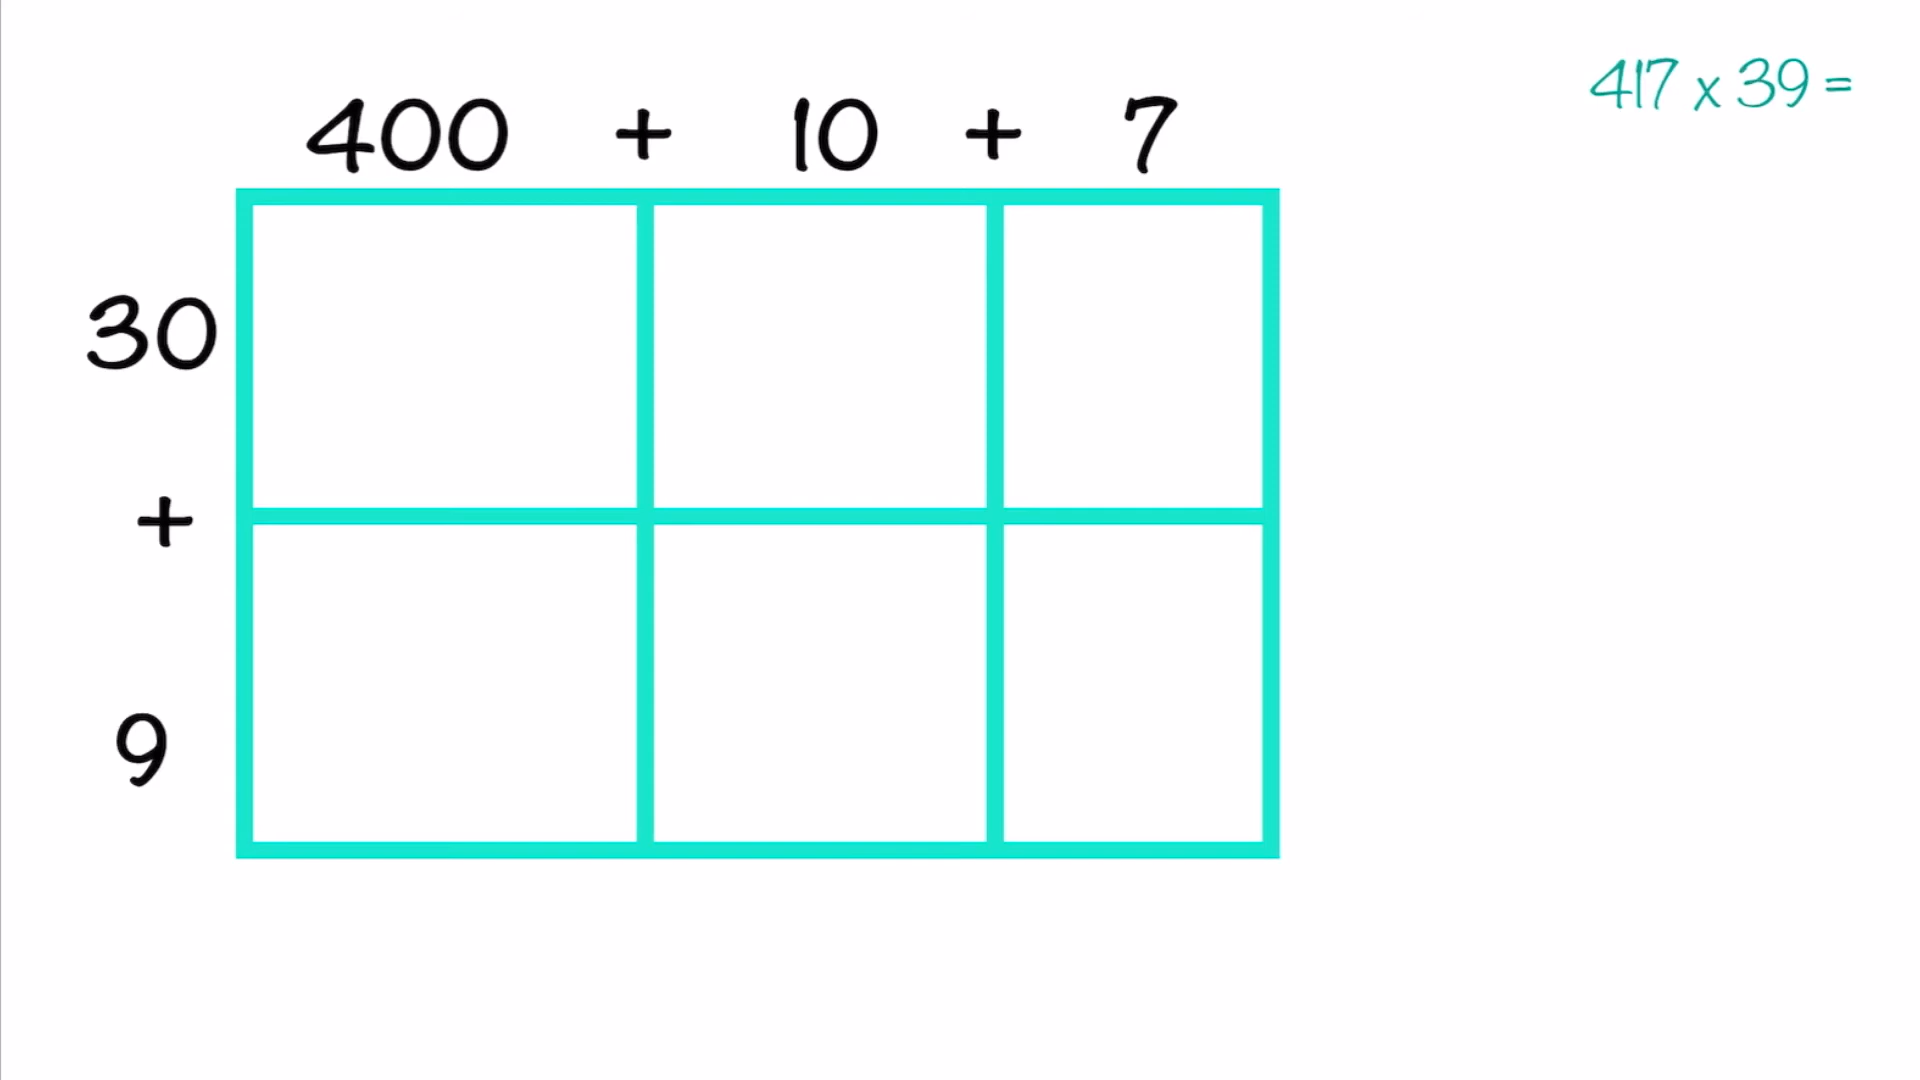 417 x 39 =
400 + 10 + 7
30
+
9